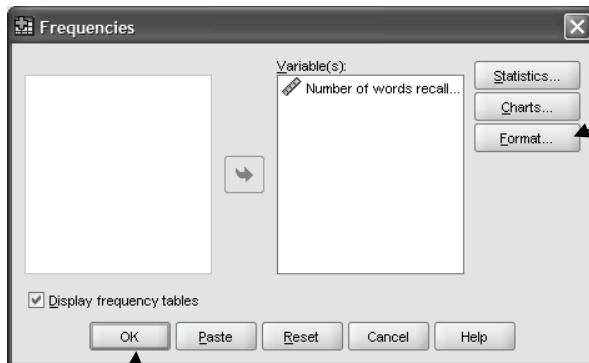 Frequencies
Variable(s):
Number of words recall...
Statistics...
Charts...
Format...
Display frequency tables
OK Paste Reset Cancel Help